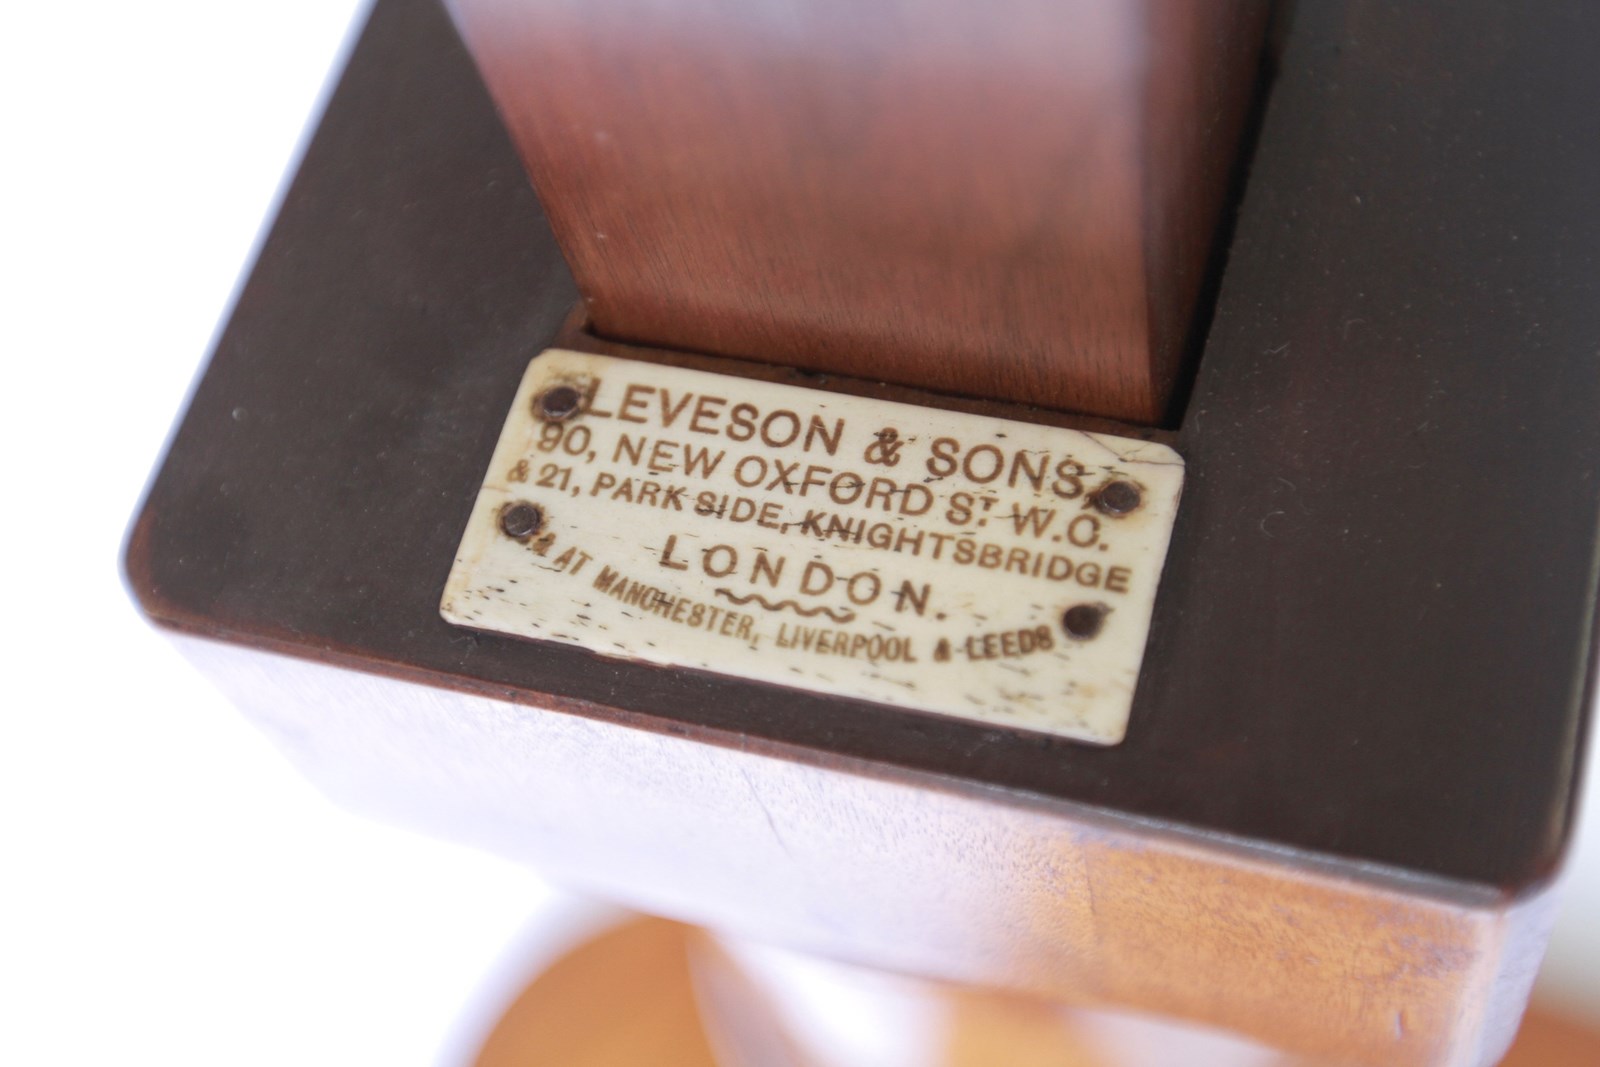 LEVESON & SONS,
90, NEW OXFORD ST. W.C.
& 21, PARK SIDE, KNIGHTSBRIDGE
LONDON.
AT MANCHESTER, LIVERPOOL & LEEDS